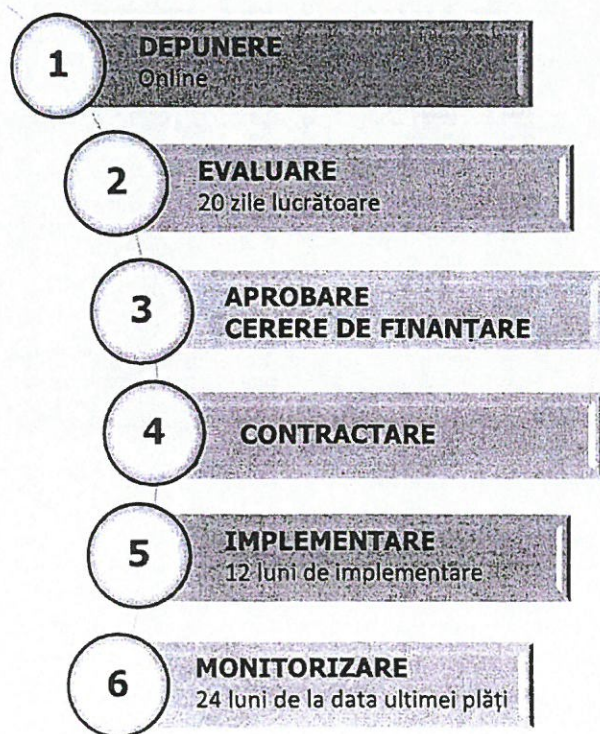 1
DEPUNERE
Online
2
EVALUARE
20 zile lucrătoare
3
APROBARE
CERERE DE FINANȚARE
4
CONTRACTARE
5
IMPLEMENTARE
12 luni de implementare
6
MONITORIZARE
24 luni de la data ultimei plăți